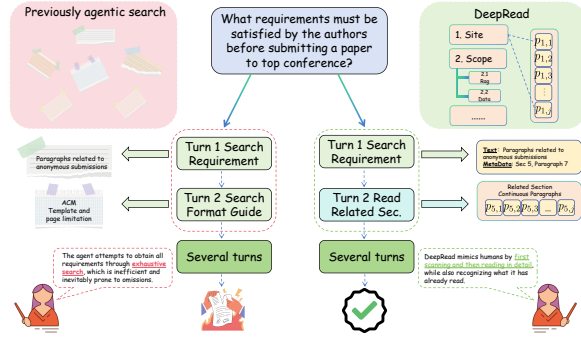 Previously agentic search
What requirements must be
satisfied by the authors
before submitting a paper
to top conference?
DeepRead
1. Site
2. Scope
2.1
Rag
2.2
Data
......
p1,1
p1,2
p1,3
⋮
p1,j
Paragraphs related to
anonymous submissions
Turn 1 Search
Requirement
ACM
Template and
page limitation
Turn 2 Search
Format Guide
Several turns
The agent attempts to obtain all
requirements through exhaustive
search, which is inefficient and
inevitably prone to omissions.
Turn 1 Search
Requirement
Text: Paragraphs related to
anonymous submissions
MetaData: Sec 5, Paragraph 7
Turn 2 Read
Related Sec.
Related Section
Continuous Paragraphs
p5,1 p5,2 p5,3 ... p5,j
Several turns
DeepRead mimics humans by first
scanning and then reading in detail,
while also recognizing what it has
already read.